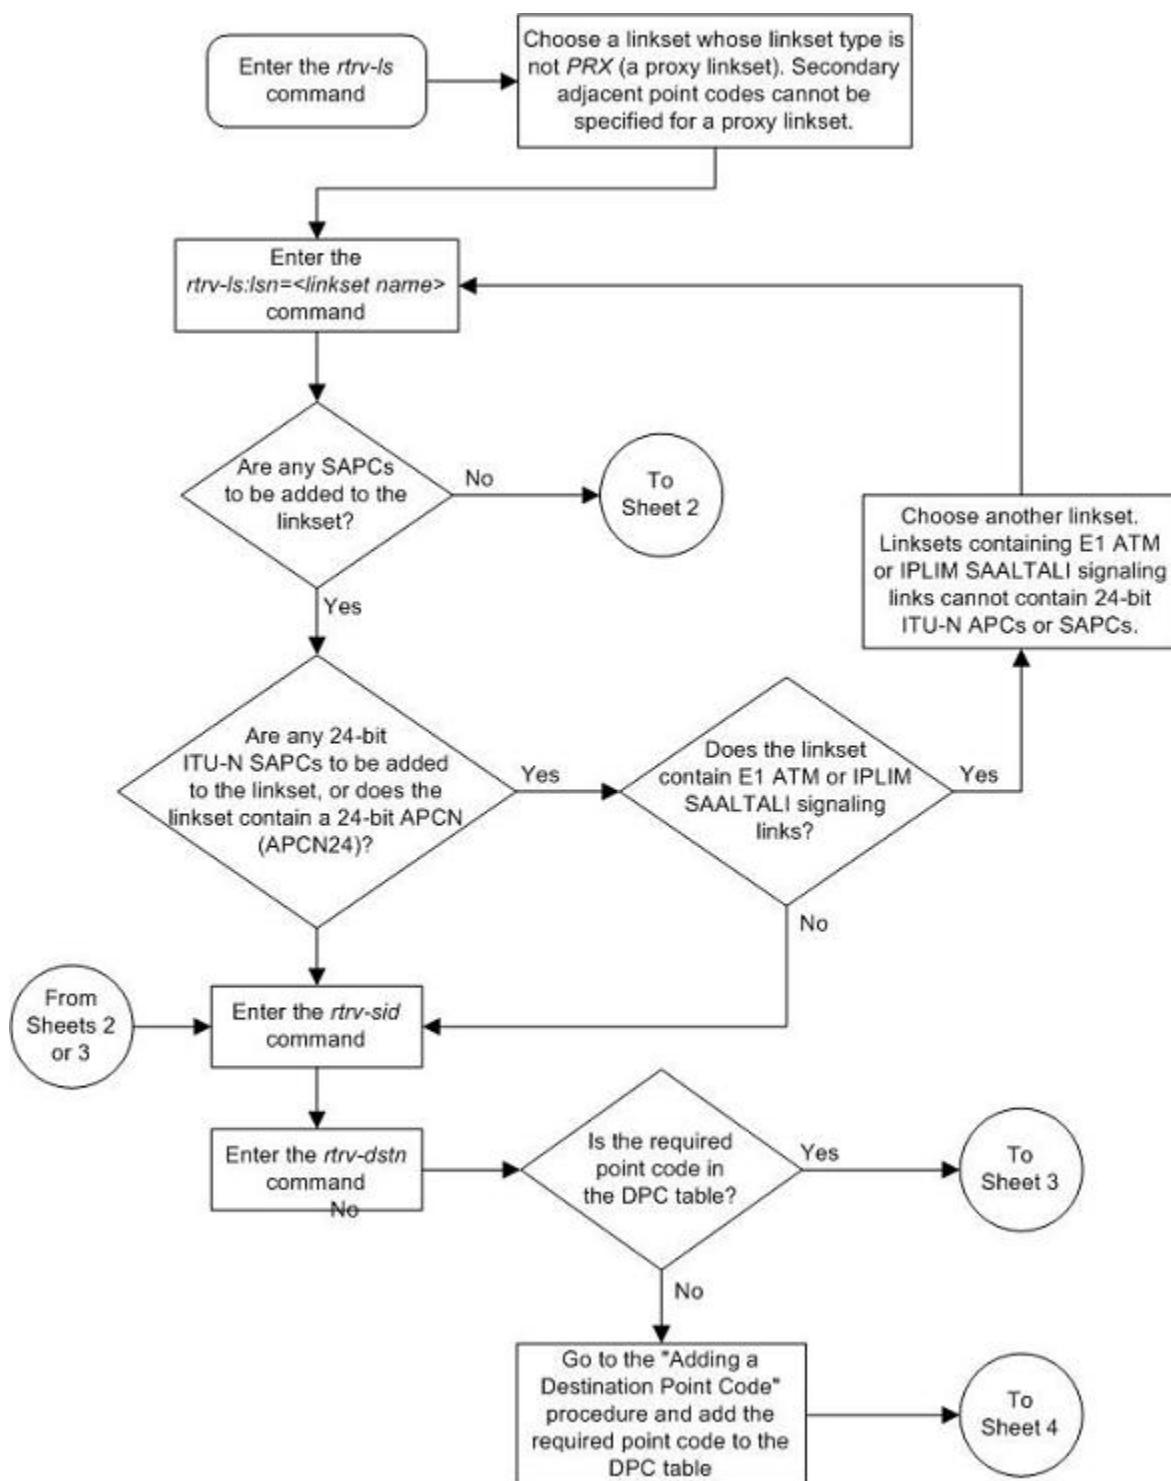 Enter the rtrv-ls
command
Choose a linkset whose linkset type is
not PRX (a proxy linkset). Secondary
adjacent point codes cannot be
specified for a proxy linkset.
Enter the
rtrv-ls:lsn=<linkset name>
command
Are any SAPCs
to be added to the
linkset?
No
To
Sheet 2
Yes
Choose another linkset.
Linksets containing E1 ATM
or IPLIM SAALTALI signaling
links cannot contain 24-bit
ITU-N APCs or SAPCs.
Are any 24-bit
ITU-N SAPCs to be added
to the linkset, or does the
linkset contain a 24-bit APCN
(APCN24)?
Yes
Does the linkset
contain E1 ATM or IPLIM
SAALTALI signaling
links?
Yes
No
From
Sheets 2
or 3
Enter the rtrv-sid
command
Enter the rtrv-dstn
command
No
Is the required
point code in
the DPC table?
Yes
To
Sheet 3
No
Go to the "Adding a
Destination Point Code"
procedure and add the
required point code to the
DPC table
To
Sheet 4